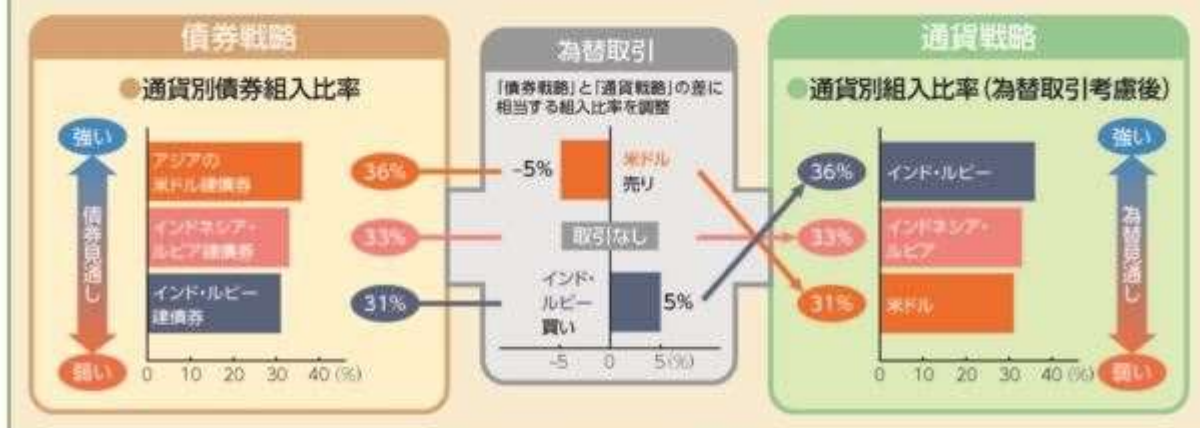 債券戦略
●通貨別債券組入比率
強い
債券見通し
弱い
アジアの
米ドル建債券
インドネシア・
ルピア建債券
インド・ルピー
建債券
0 10 20 30 40 (%)
36%
33%
31%
為替取引
「債券戦略」と「通貨戦略」の差に
相当する組入比率を調整
-5%
米ドル
売り
取引なし
インド・
ルピー
買い
5%
-5 0 5(%)
通貨戦略
●通貨別組入比率(為替取引考慮後)
36%
33%
31%
インド・ルピー
インドネシア・
ルピア
米ドル
0 10 20 30 40 (%)
強い
為替見通し
弱い